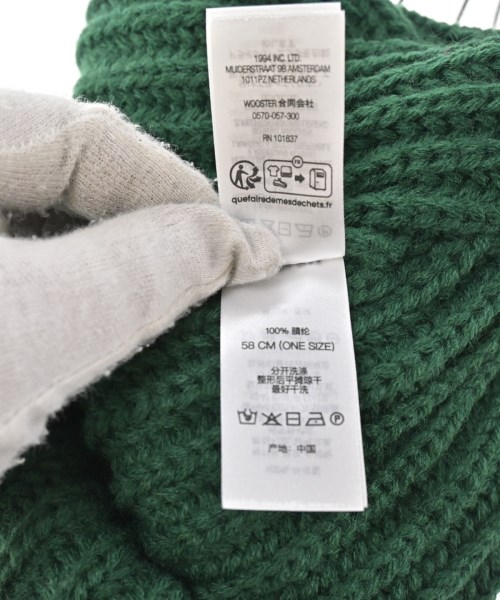 1994 INC. LTD.
MUIDERSTRAAT 9B AMSTERDAM
1011PZ NETHERLANDS
WOOSTER 合同会社
0570-057-300
RN 101837
FR
quefairedemesdechets.fr
100% 腈纶
58 CM (ONE SIZE)
分开洗涤
整形后平摊晾干
最好干洗
P
产地: 中国